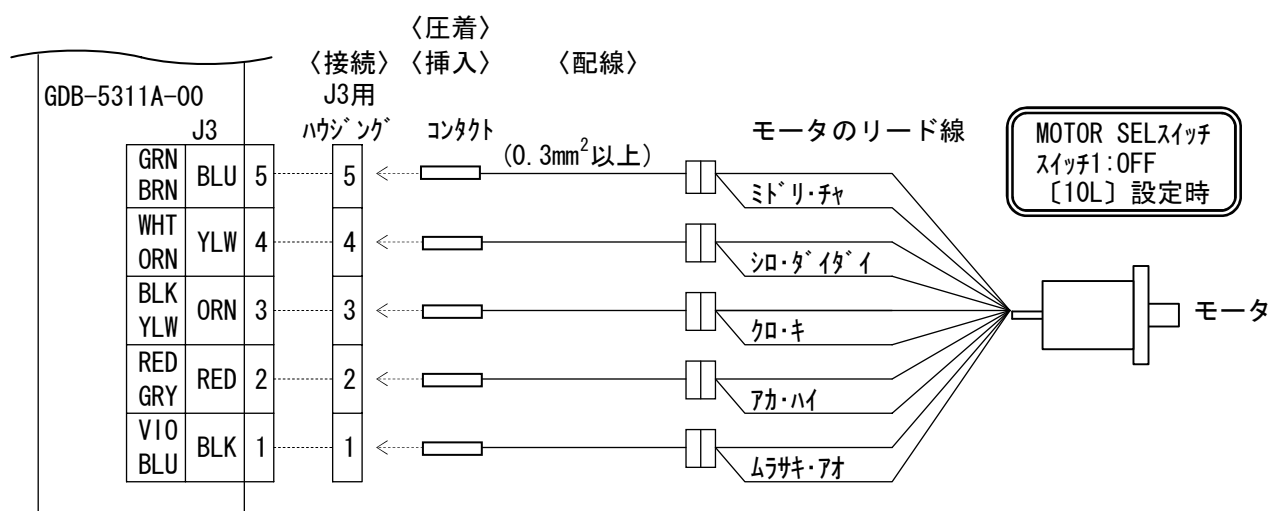 〈圧着〉
〈接続〉〈挿入〉 〈配線〉
GDB-5311A-00
J3用
J3
ﾊｳｼﾞﾝｸﾞ
ｺﾝﾀｸﾄ
(0.3mm²以上)
モータのリード線
MOTOR SELｽｲｯﾁ
ｽｲｯﾁ1:OFF
〔10L〕設定時
GRN
BRN
BLU 5 5
ﾐﾄﾞﾘ･ﾁｬ
WHT
ORN
YLW 4 4
ｼﾛ･ﾀﾞｲﾀﾞｲ
BLK
YLW
ORN 3 3
ｸﾛ･ｷ
モータ
RED
GRY
RED 2 2
ｱｶ･ﾊｲ
VIO
BLU
BLK 1 1
ﾑﾗｻｷ･ｱｵ